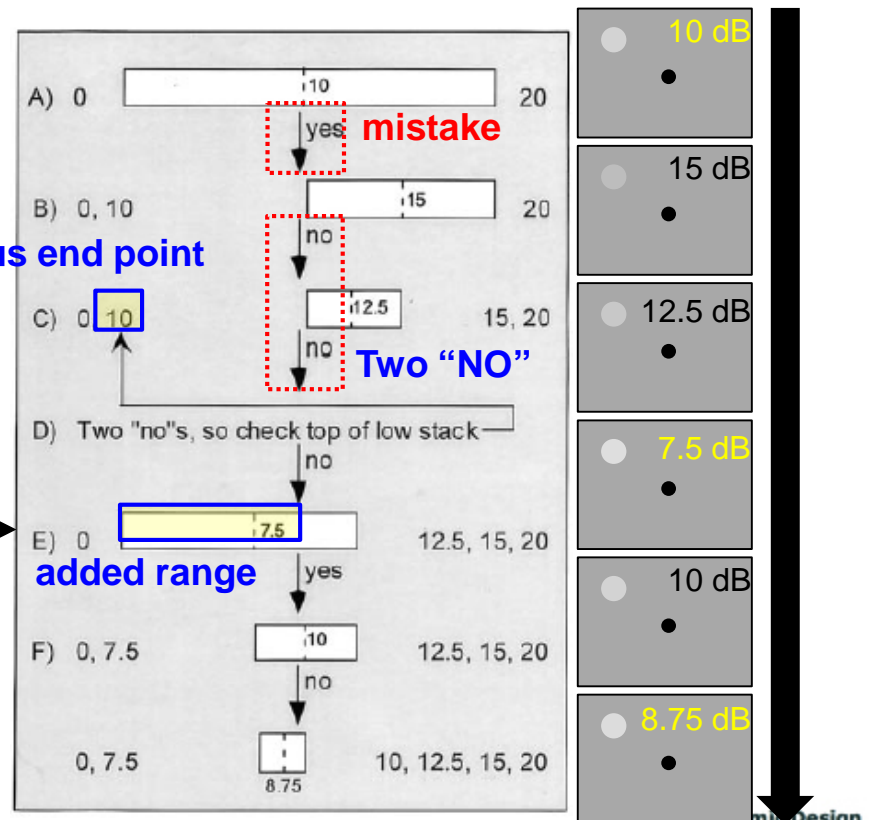 A) 0 10 20
yes mistake
B) 0, 10 15 20
no
end point
C) 0, 10 12.5 15, 20
no Two “NO”
D) Two "no"s, so check top of low stack
no
E) 0 7.5 12.5, 15, 20
added range yes
F) 0, 7.5 10 12.5, 15, 20
no
0, 7.5 10, 12.5, 15, 20
8.75
10 dB
15 dB
12.5 dB
7.5 dB
10 dB
8.75 dB
Design